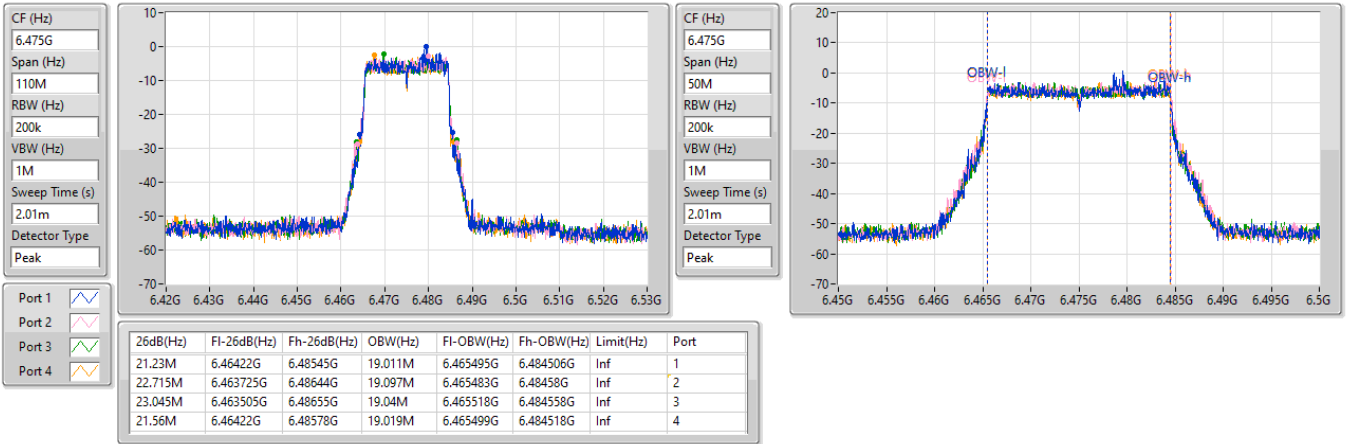 CF (Hz)
6.475G
Span (Hz)
110M
RBW (Hz)
200k
VBW (Hz)
1M
Sweep Time (s)
2.01m
Detector Type
Peak
10
0
-10
-20
-30
-40
-50
-60
-70
6.42G 6.43G 6.44G 6.45G 6.46G 6.47G 6.48G 6.49G 6.5G 6.51G 6.52G 6.53G
CF (Hz)
6.475G
Span (Hz)
50M
RBW (Hz)
200k
VBW (Hz)
1M
Sweep Time (s)
2.01m
Detector Type
Peak
20
10
0
-10
-20
-30
-40
-50
-60
-70
OBW-l OBW-h
6.45G 6.455G 6.46G 6.465G 6.47G 6.475G 6.48G 6.485G 6.49G 6.495G 6.5G
Port 1
Port 2
Port 3
Port 4
26dB(Hz) Fl-26dB(Hz) Fh-26dB(Hz) OBW(Hz) Fl-OBW(Hz) Fh-OBW(Hz) Limit(Hz) Port
21.23M 6.46422G 6.48545G 19.011M 6.465495G 6.484506G Inf 1
22.715M 6.463725G 6.48644G 19.097M 6.465483G 6.48458G Inf 2
23.045M 6.463505G 6.48655G 19.04M 6.465518G 6.484558G Inf 3
21.56M 6.46422G 6.48578G 19.019M 6.465499G 6.484518G Inf 4